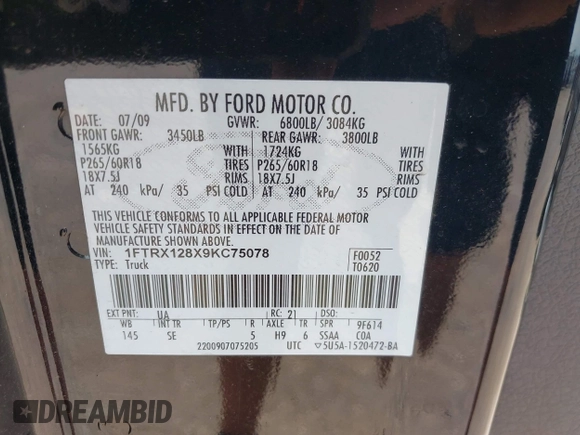 MFD. BY FORD MOTOR CO.
DATE: 07/09 GVWR: 6800LB/ 3084KG
FRONT GAWR: 3450LB REAR GAWR: 3800LB
1565KG WITH 1724KG WITH
P265/60R18 TIRES P265/60R18 TIRES
18X7.5J RIMS 18X7.5J RIMS
AT 240 kPa/ 35 PSI COLD AT 240 kPa/ 35 PSI COLD
THIS VEHICLE CONFORMS TO ALL APPLICABLE FEDERAL MOTOR
VEHICLE SAFETY STANDARDS IN EFFECT ON THE DATE OF
MANUFACTURE SHOWN ABOVE.
VIN: 1FTRX128X9KC75078 F0052
TYPE: Truck T0620
EXT PNT: UA RC: 21 DSO:
WB INT TR TP/PS R AXLE TR SPR 9F614
145 SE 5 H9 6 SSAA COA
2200907075205 UTC ▽5U5A-1520472-BA
DREAMBID